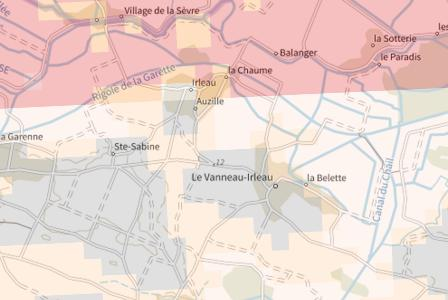 Village de la Sèvre
la Sotterie
Balanger
le Paradis
la Chaume
Rigole de la Garette
Irleau
Auzille
a Garenne
Ste-Sabine
12
Le Vanneau-Irleau
la Belette
Canal du Chail